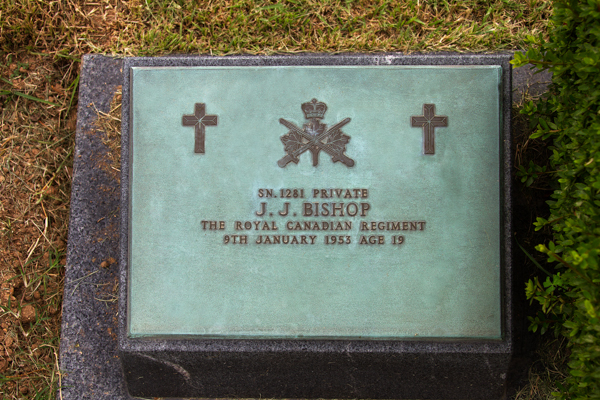 SN.1281 PRIVATE
J. J. BISHOP
THE ROYAL CANADIAN REGIMENT
9TH JANUARY 1953 AGE 19